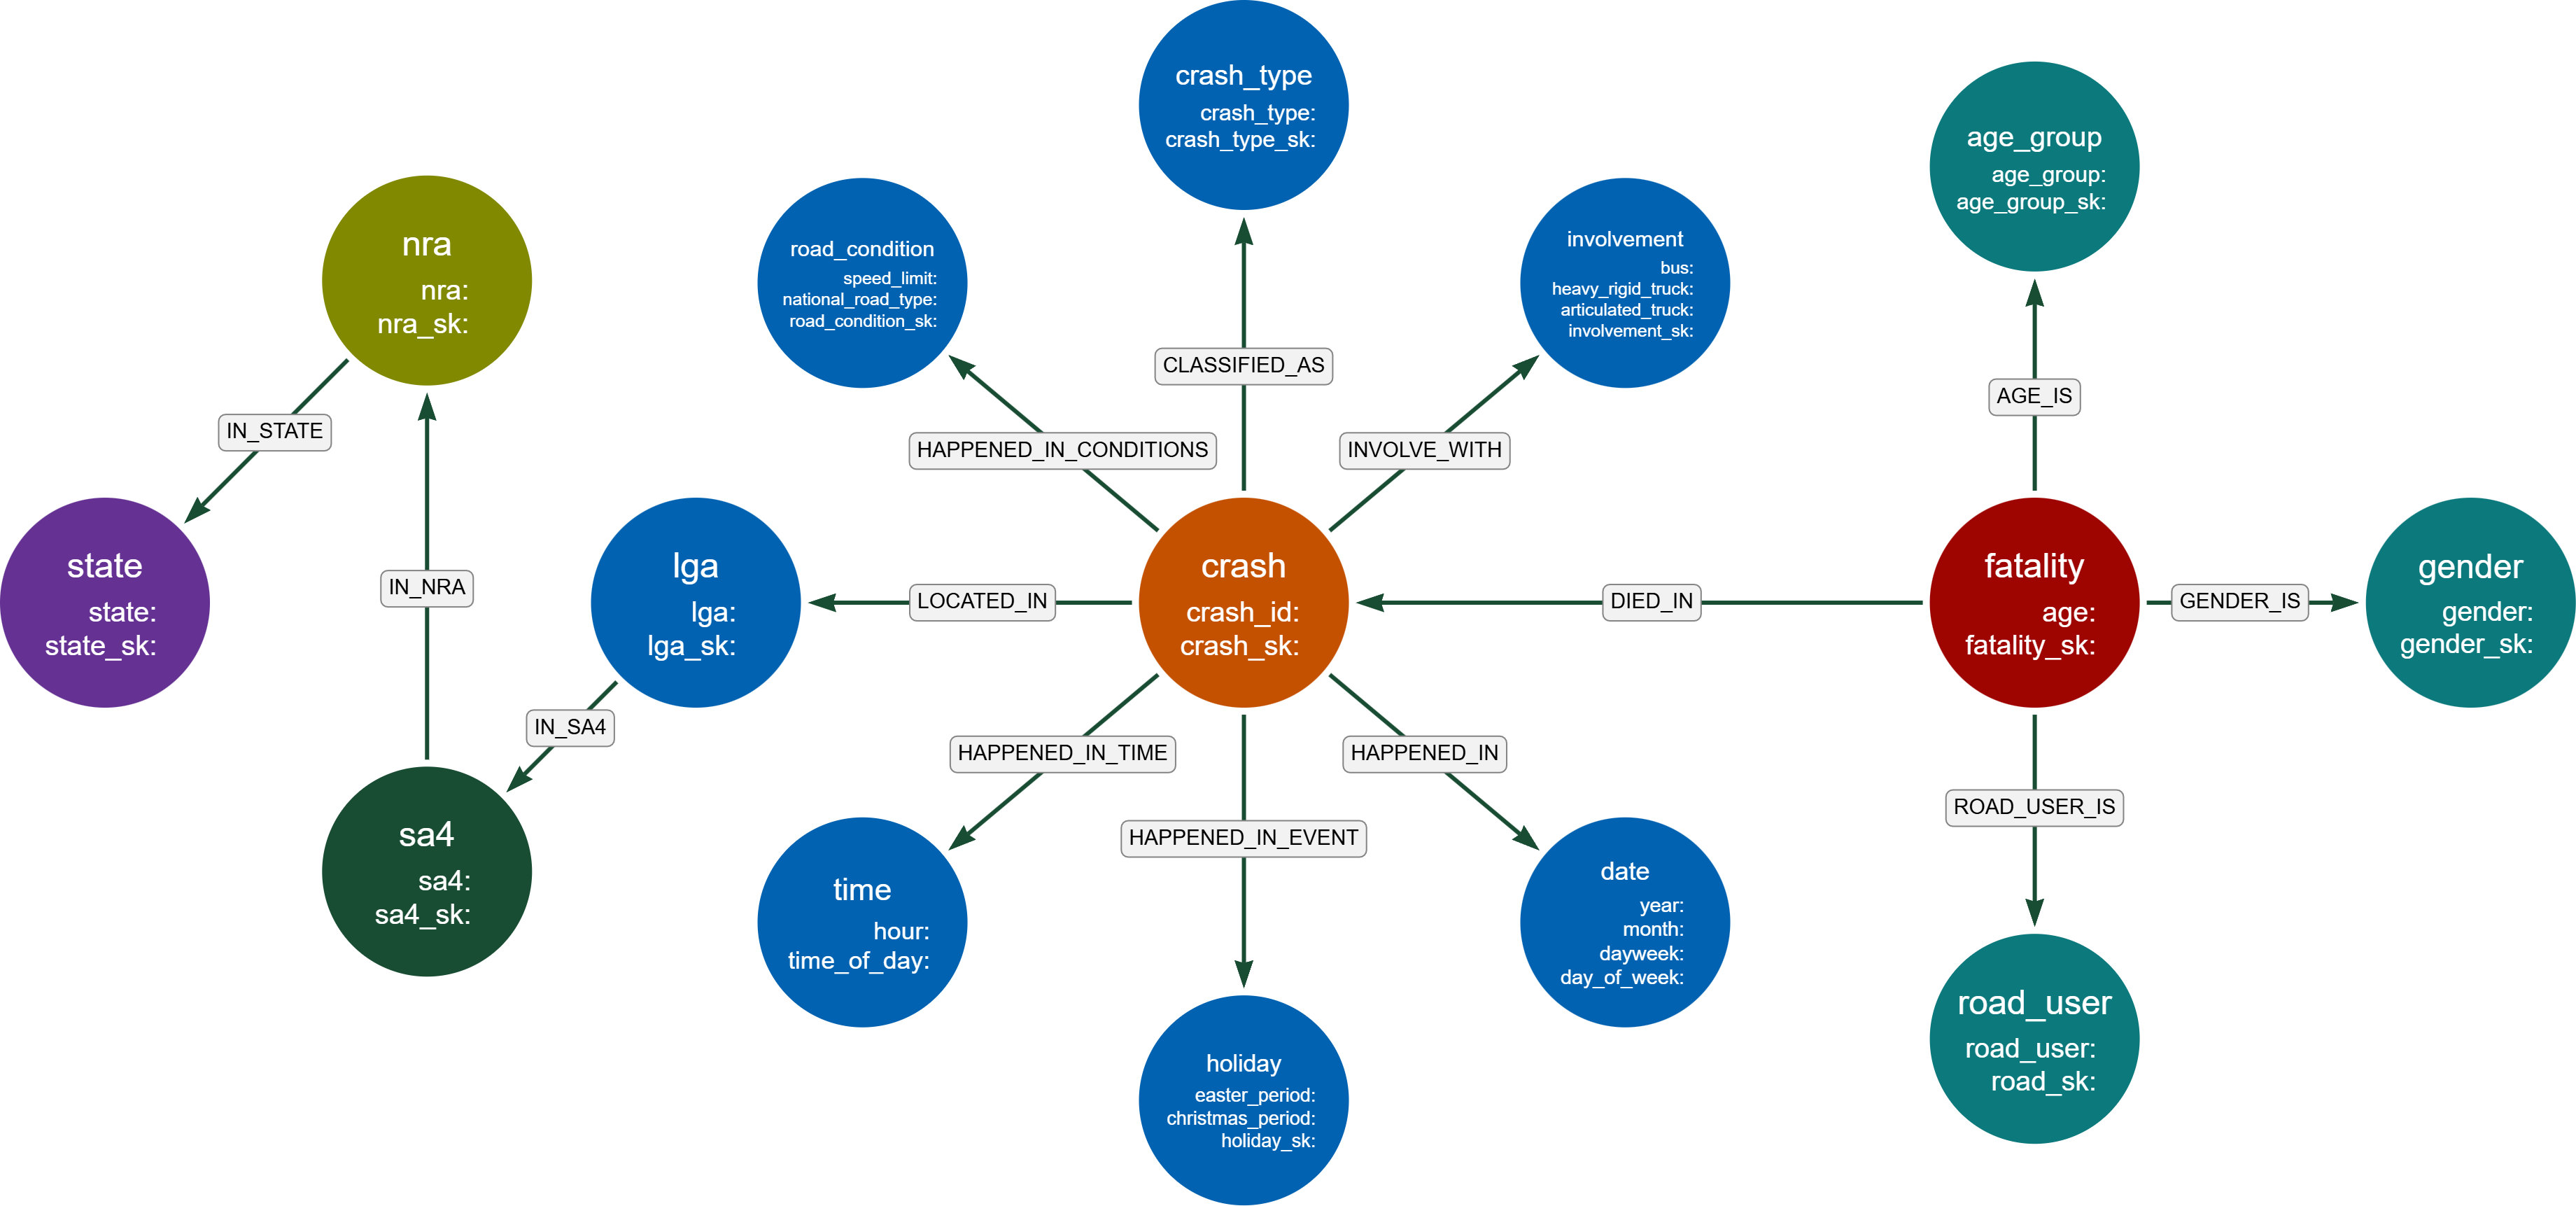 crash_type
crash_type:
crash_type_sk:
age_group
age_group:
age_group_sk:
nra
nra:
nra_sk:
road_condition
speed_limit:
national_road_type:
road_condition_sk:
involvement
bus:
heavy_rigid_truck:
articulated_truck:
involvement_sk:
CLASSIFIED_AS
AGE_IS
IN_STATE
HAPPENED_IN_CONDITIONS
INVOLVE_WITH
state
state:
state_sk:
IN_NRA
lga
lga:
lga_sk:
LOCATED_IN
crash
crash_id:
crash_sk:
DIED_IN
fatality
age:
fatality_sk:
GENDER_IS
gender
gender:
gender_sk:
IN_SA4
HAPPENED_IN_TIME
HAPPENED_IN
HAPPENED_IN_EVENT
ROAD_USER_IS
sa4
sa4:
sa4_sk:
time
hour:
time_of_day:
date
year:
month:
dayweek:
day_of_week:
road_user
road_user:
road_sk:
holiday
easter_period:
christmas_period:
holiday_sk: